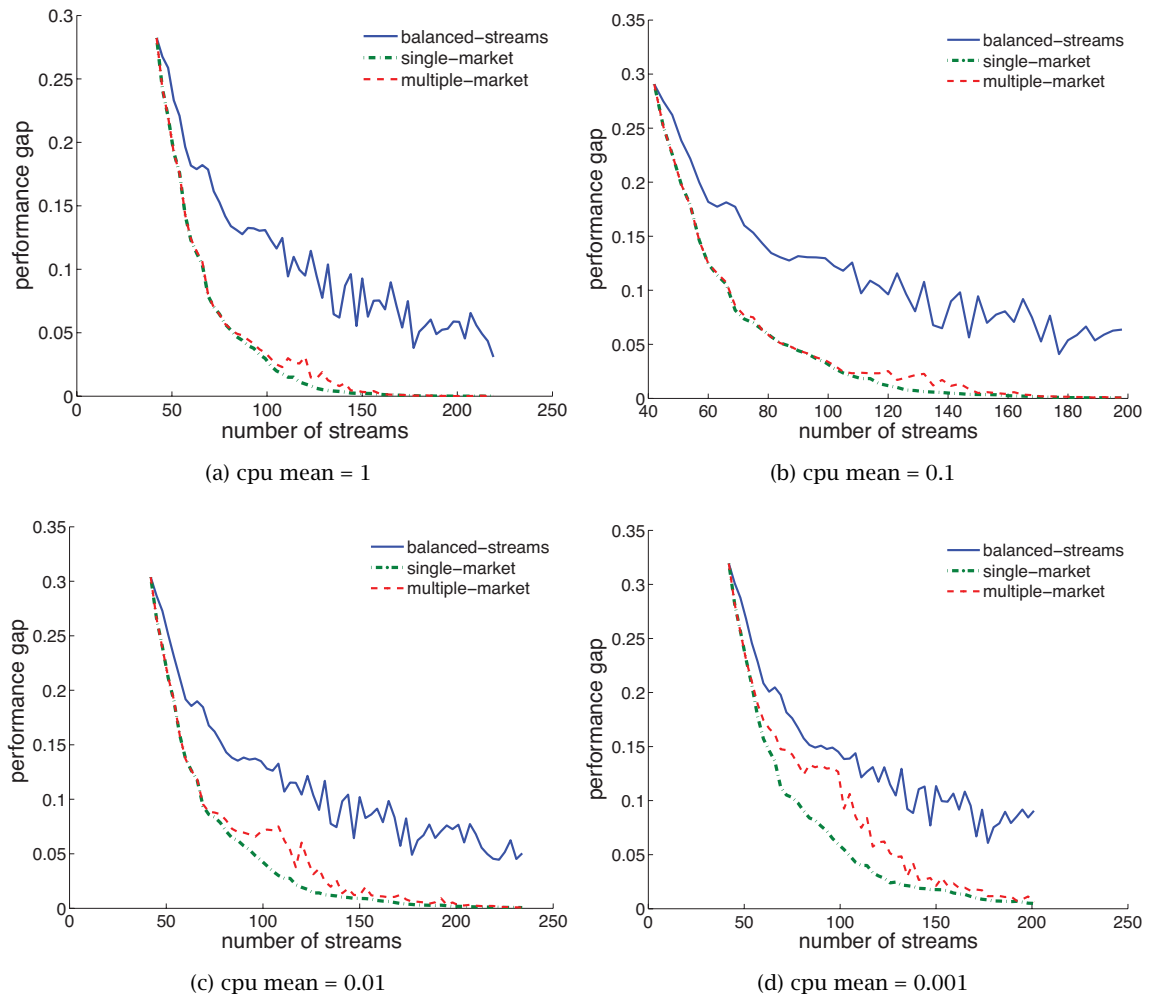 0.3
0.25
0.2
0.15
0.1
0.05
0
0
50
100
150
200
250
performance gap
number of streams
balanced-streams
single-market
multiple-market
(a) cpu mean = 1
0.35
0.3
0.25
0.2
0.15
0.1
0.05
0
40
60
80
100
120
140
160
180
200
performance gap
number of streams
balanced-streams
single-market
multiple-market
(b) cpu mean = 0.1
0.35
0.3
0.25
0.2
0.15
0.1
0.05
0
0
50
100
150
200
250
performance gap
number of streams
balanced-streams
single-market
multiple-market
(c) cpu mean = 0.01
0.35
0.3
0.25
0.2
0.15
0.1
0.05
0
0
50
100
150
200
250
performance gap
number of streams
balanced-streams
single-market
multiple-market
(d) cpu mean = 0.001